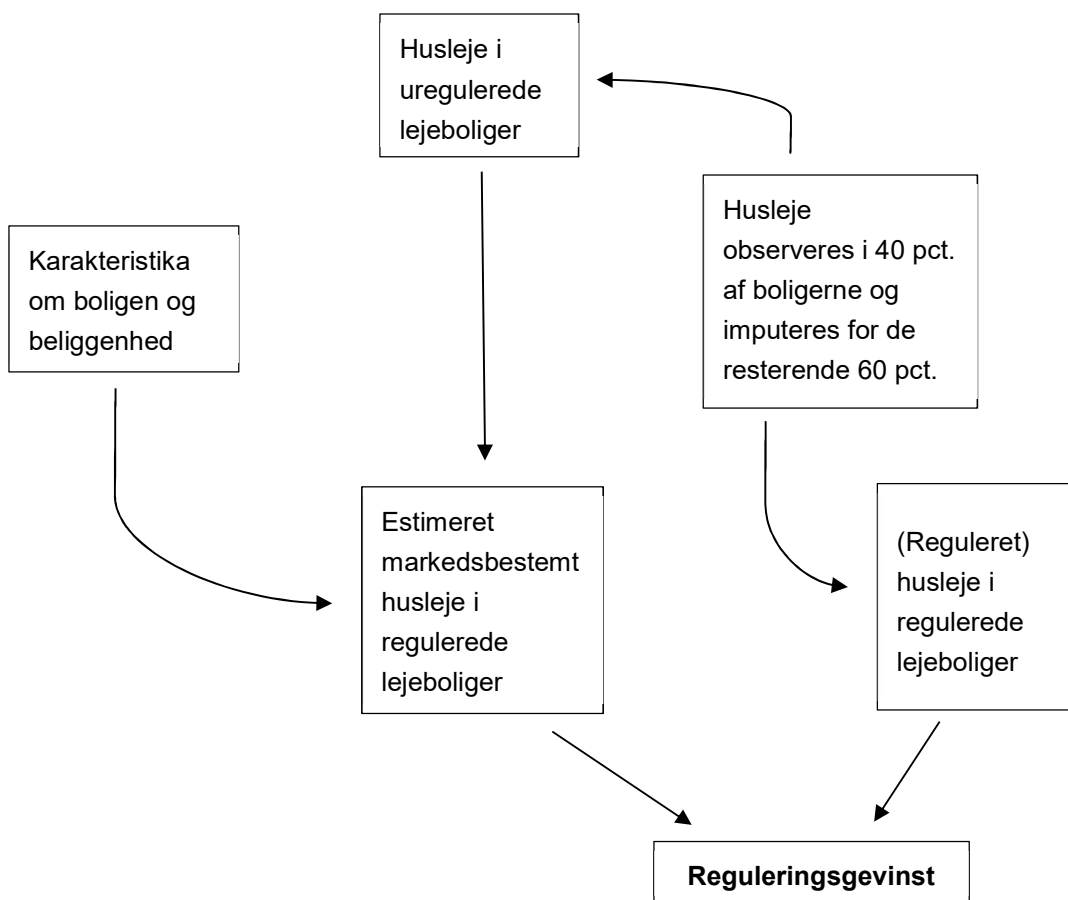 Husleje i
uregulerede
lejeboliger
Husleje
observeres i 40 pct.
af boligerne og
imputeres for de
resterende 60 pct.
Karakteristika
om boligen og
beliggenhed
Estimeret
markedsbestemt
husleje i
regulerede
lejeboliger
(Reguleret)
husleje i
regulerede
lejeboliger
Reguleringsgevinst